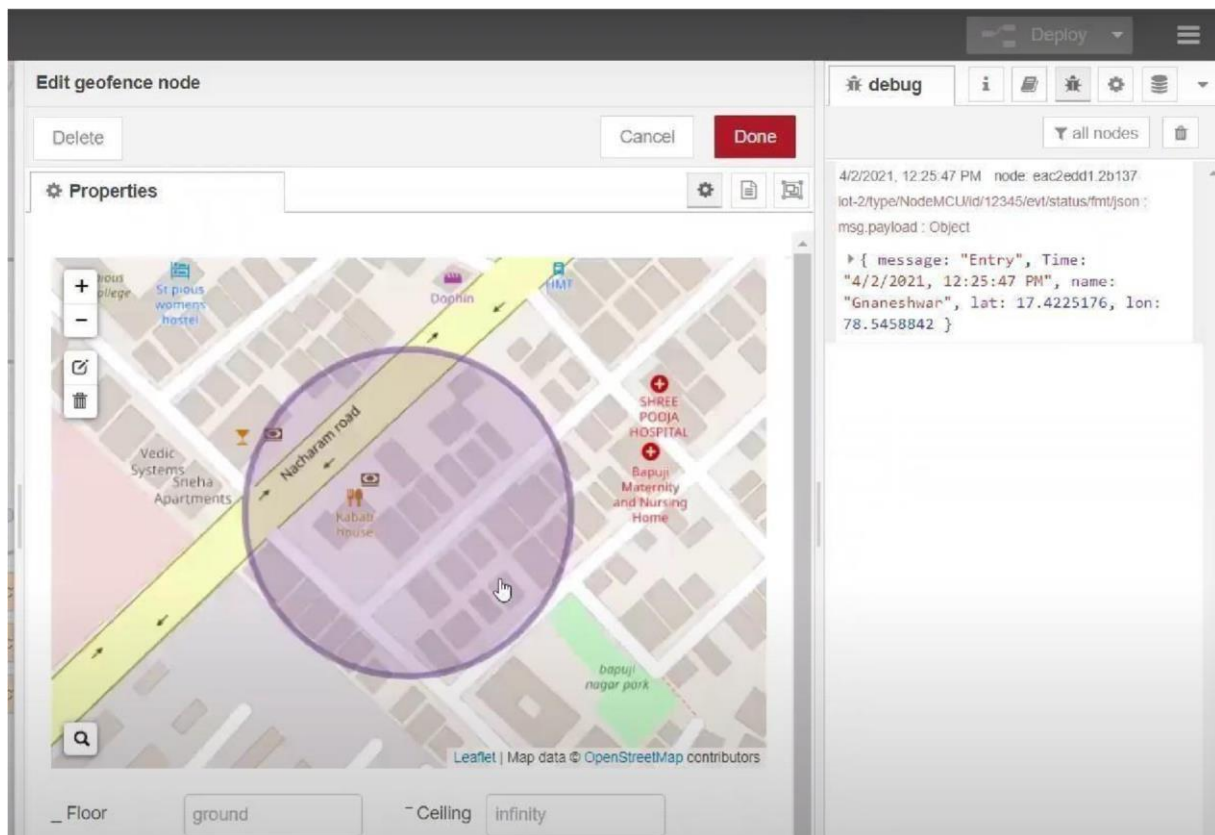 Deploy
Edit geofence node
Delete
Cancel
Done
Properties
St pious
womens
hostel
Dophin
HMT
Nacharam road
Vedic
Systems
Sneha
Apartments
Kabab
house
SHREE
POOJA
HOSPITAL
Bapuji
Maternity
and Nursing
Home
bapuji
nagar park
+
−
Leaflet | Map data © OpenStreetMap contributors
_ Floor
ground
¯ Ceilling
infinity
debug
i
all nodes
4/2/2021, 12:25:47 PM node: eac2edd1.2b137
iot-2/type/NodeMCU/id/12345/evt/status/fmt/json :
msg.payload : Object
{ message: "Entry", Time:
"4/2/2021, 12:25:47 PM", name:
"Gnaneshwar", lat: 17.4225176, lon:
78.5458842 }